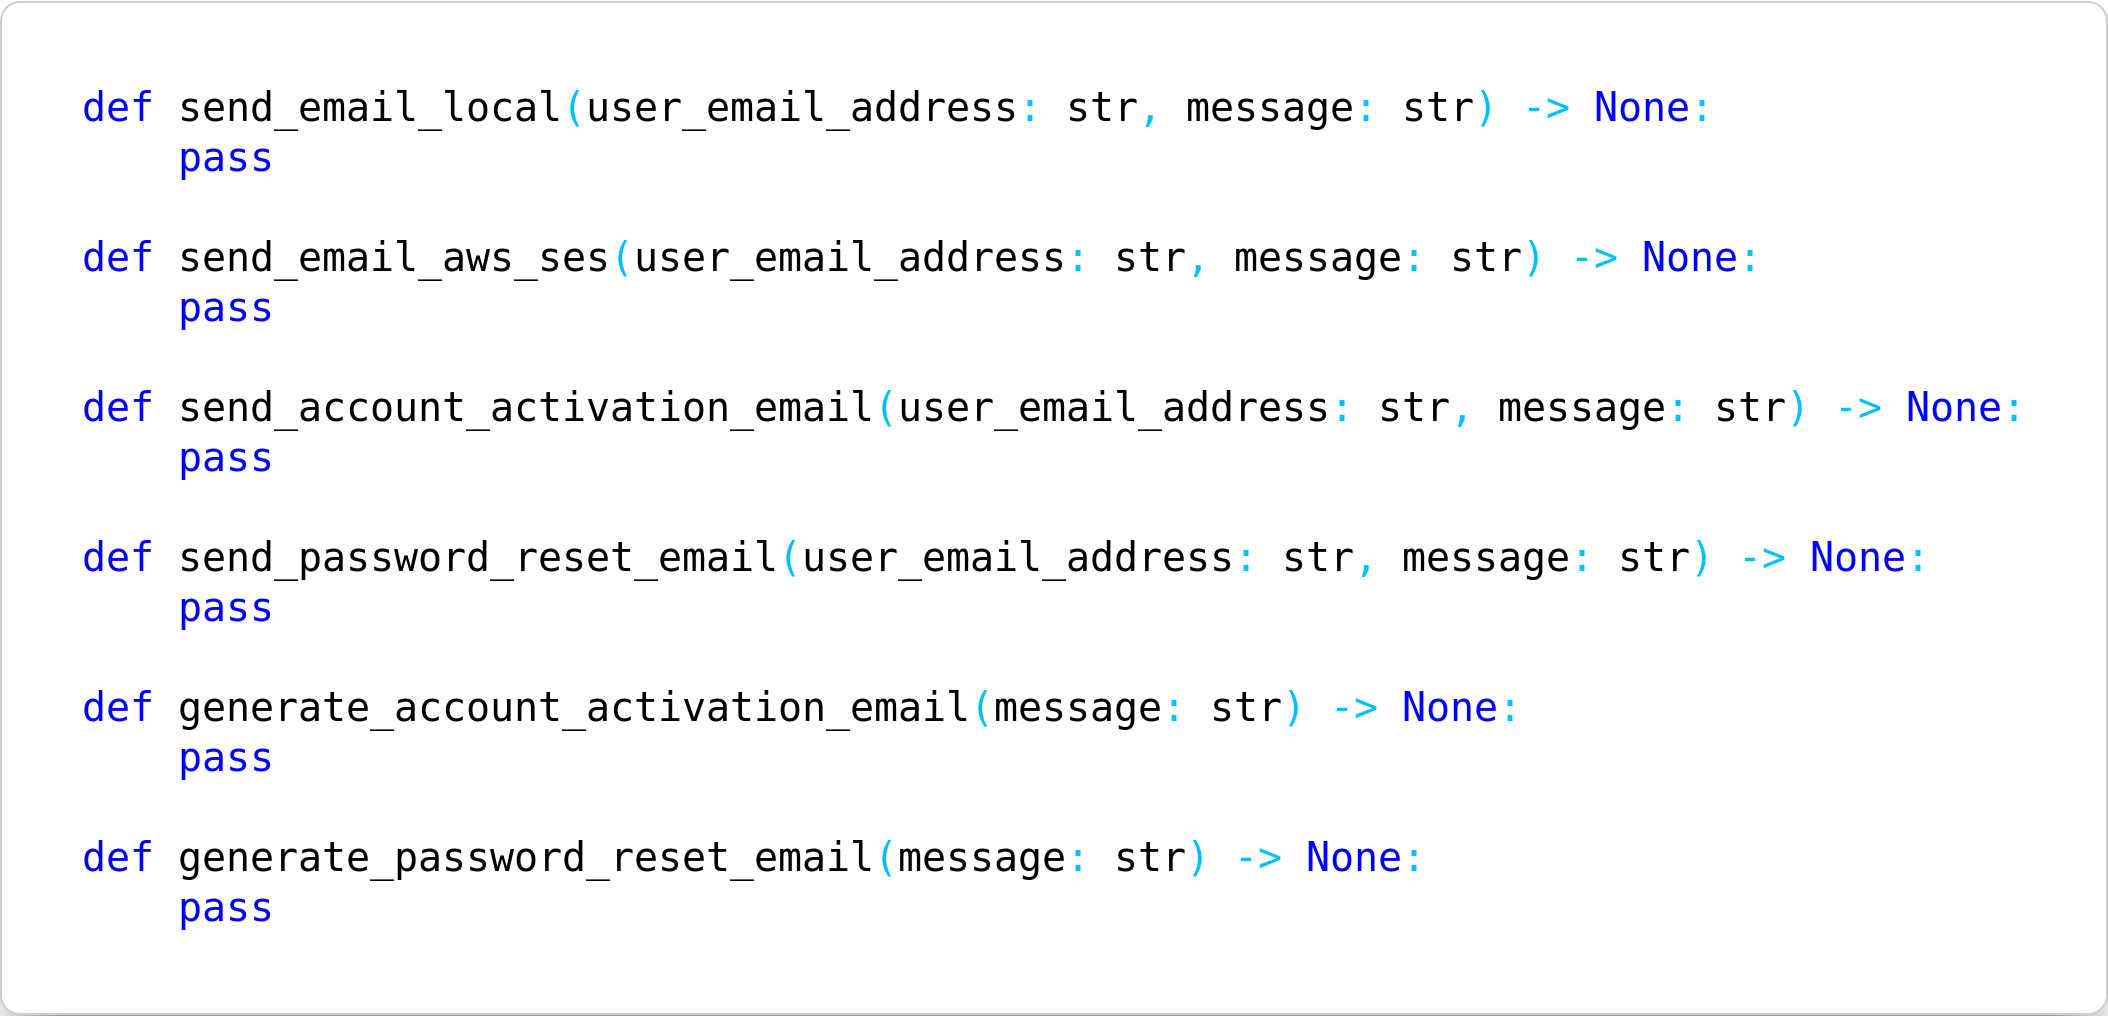 def send_email_local(user_email_address: str, message: str) -> None:
    pass
def send_email_aws_ses(user_email_address: str, message: str) -> None:
    pass
def send_account_activation_email(user_email_address: str, message: str) -> None:
    pass
def send_password_reset_email(user_email_address: str, message: str) -> None:
    pass
def generate_account_activation_email(message: str) -> None:
    pass
def generate_password_reset_email(message: str) -> None:
    pass